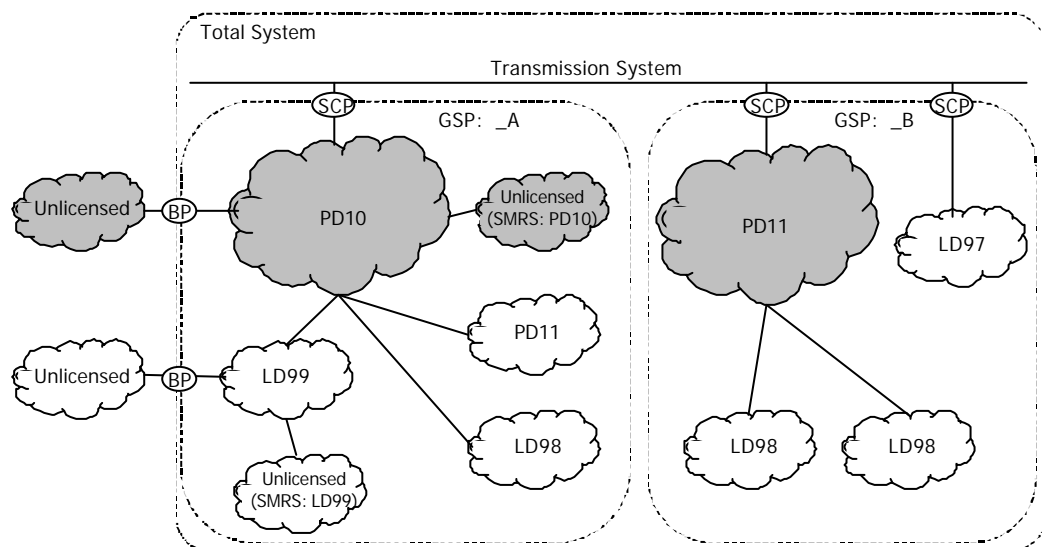 Total System
Transmission System
SCP
SCP
SCP
GSP: _A
GSP: _B
Unlicensed
BP
PD10
Unlicensed
(SMRS: PD10)
PD11
LD97
PD11
Unlicensed
BP
LD99
LD98
LD98
LD98
Unlicensed
(SMRS: LD99)